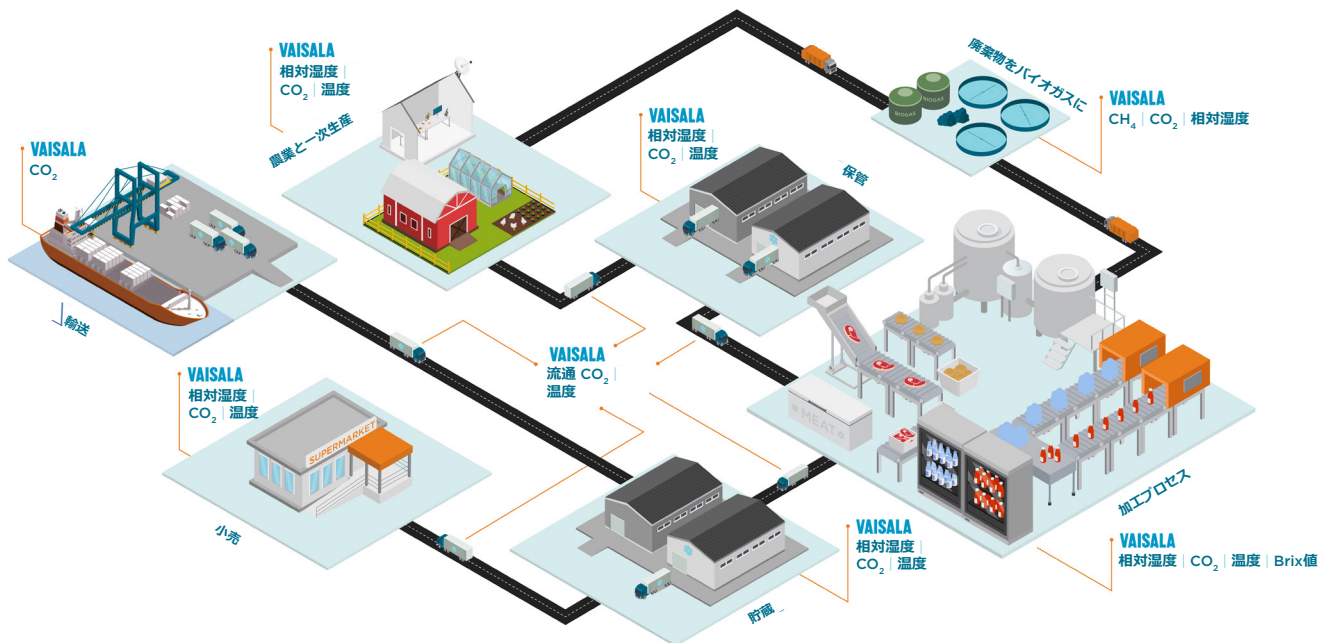 VAISALA
相対湿度 |
CO₂ | 温度
農業と一次生産
BIOGAS
BIOGAS
廃棄物をバイオガスに
VAISALA
CH₄ | CO₂ | 相対湿度
VAISALA
相対湿度 |
CO₂ | 温度
保管
VAISALA
CO₂
輸送
VAISALA
流通 CO₂ |
温度
VAISALA
相対湿度 |
CO₂ | 温度
SUPERMARKET
小売
MEAT
加工プロセス
VAISALA
相対湿度 | CO₂ | 温度 | Brix値
VAISALA
相対湿度 |
CO₂ | 温度
貯蔵